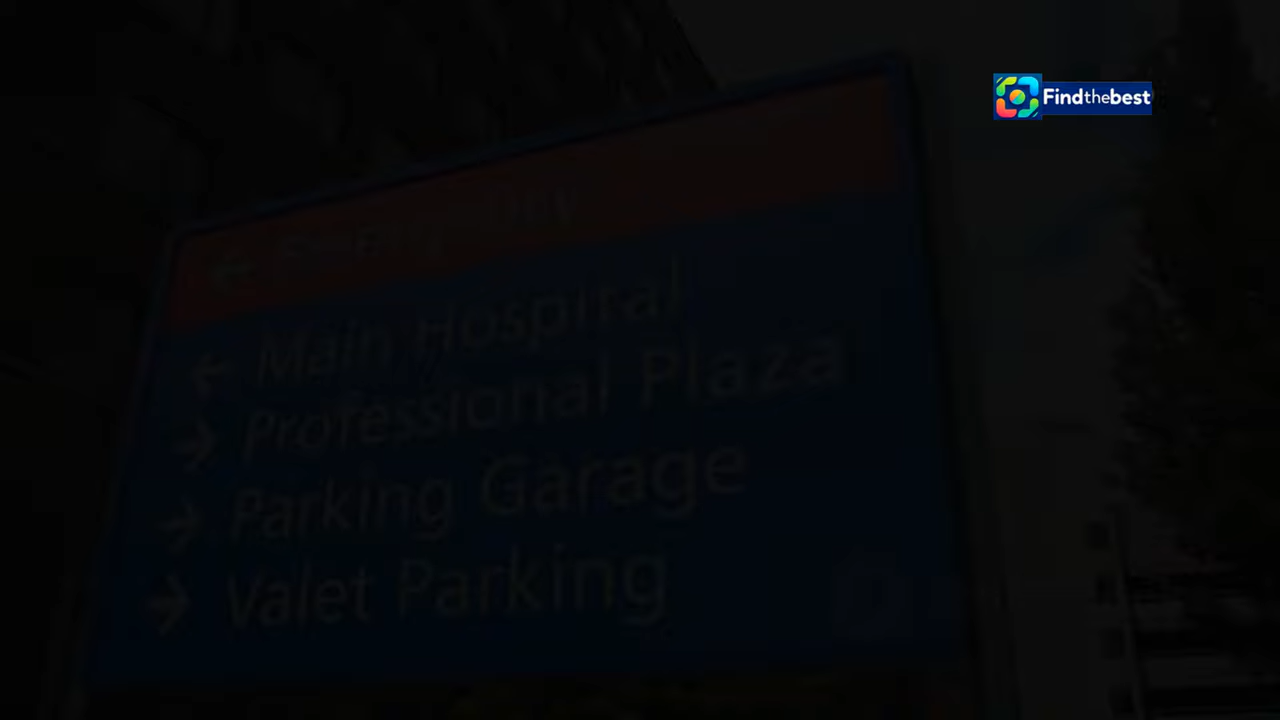 Findthebest
← Main Hospital
→ Professional Plaza
→ Parking Garage
→ Valet Parking